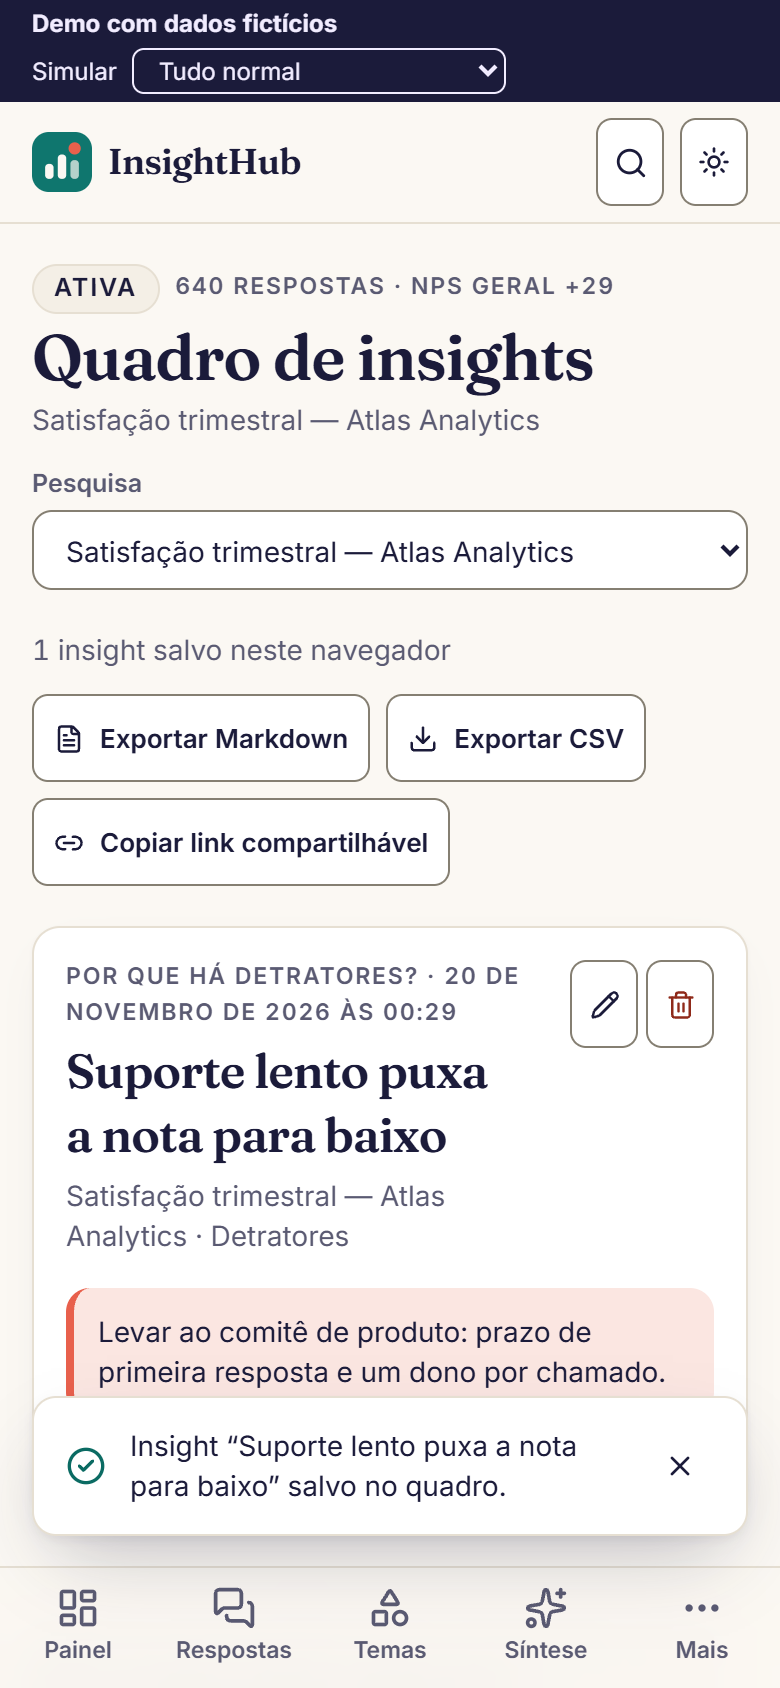 Demo com dados fictícios
Simular
Tudo normal
InsightHub
ATIVA
640 RESPOSTAS · NPS GERAL +29
Quadro de insights
Satisfação trimestral — Atlas Analytics
Pesquisa
Satisfação trimestral — Atlas Analytics
1 insight salvo neste navegador
Exportar Markdown
Exportar CSV
Copiar link compartilhável
POR QUE HÁ DETRATORES? · 20 DE
NOVEMBRO DE 2026 ÀS 00:29
Suporte lento puxa
a nota para baixo
Satisfação trimestral — Atlas
Analytics · Detratores
Levar ao comitê de produto: prazo de
primeira resposta e um dono por chamado.
Insight “Suporte lento puxa a nota
para baixo” salvo no quadro.
Painel
Respostas
Temas
Síntese
Mais